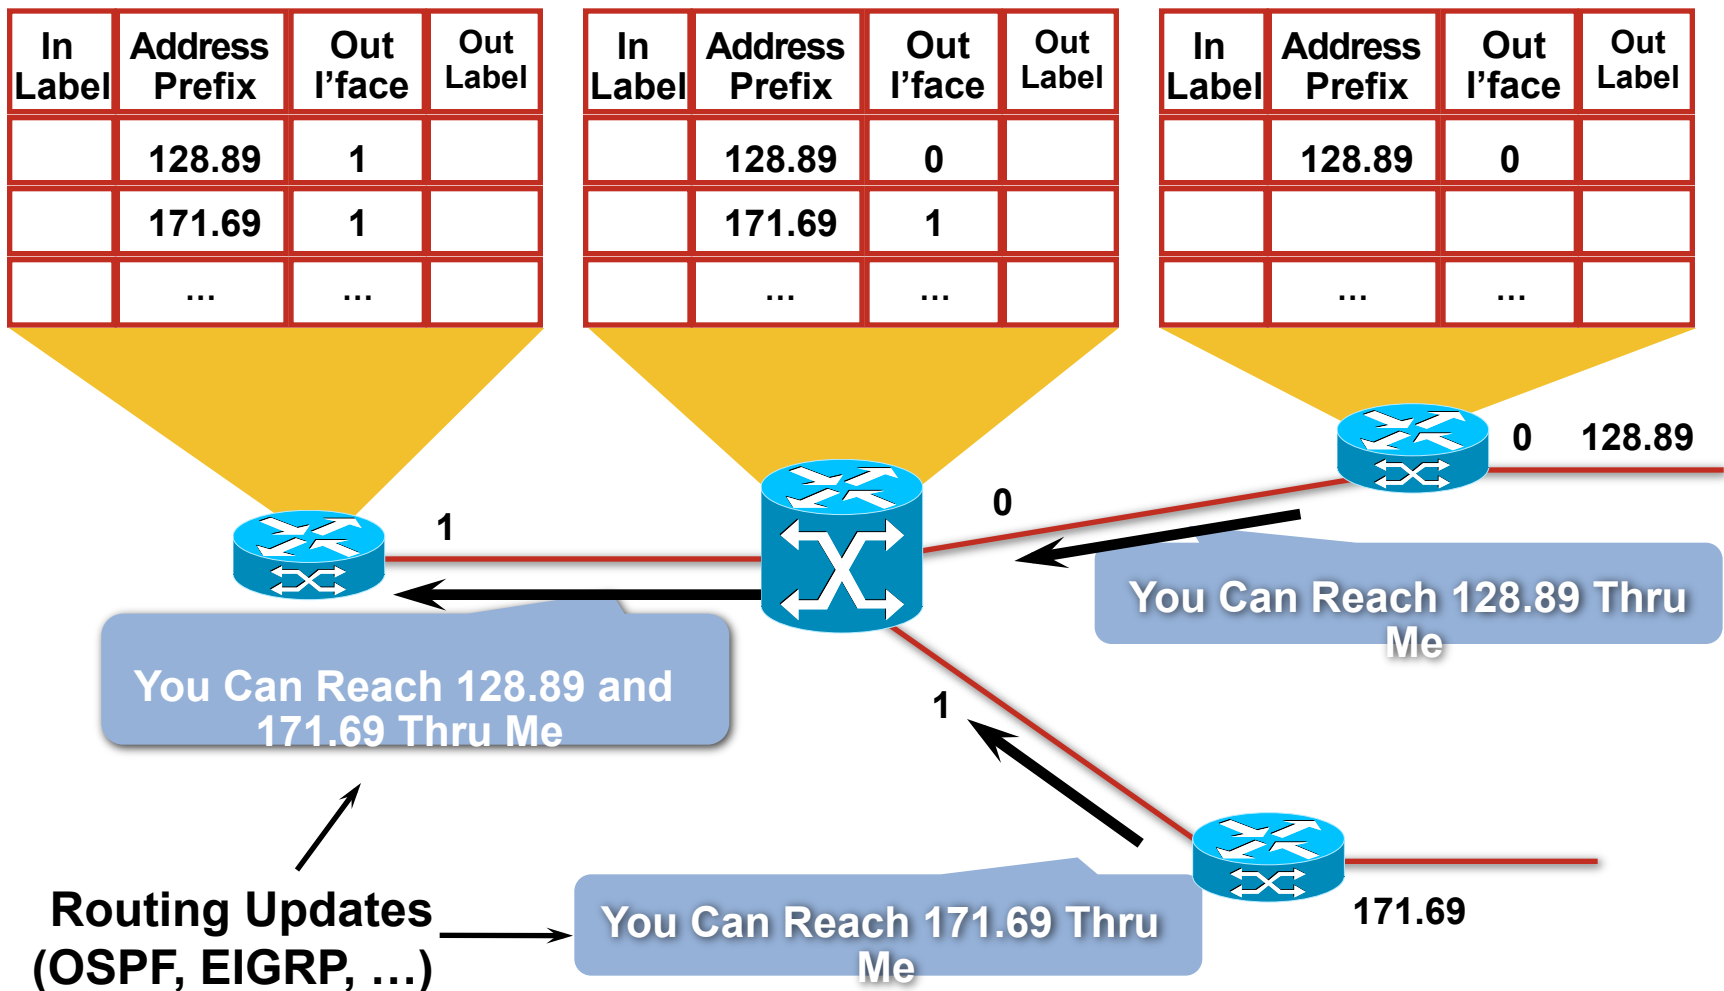 In Label Address Prefix Out I’face Out Label
128.89 1
171.69 1
... ...
In Label Address Prefix Out I’face Out Label
128.89 0
171.69 1
... ...
In Label Address Prefix Out I’face Out Label
128.89 0
... ...
0 128.89
0
1
You Can Reach 128.89 Thru
Me
You Can Reach 128.89 and
171.69 Thru Me
1
Routing Updates
(OSPF, EIGRP, …)
You Can Reach 171.69 Thru
Me
171.69